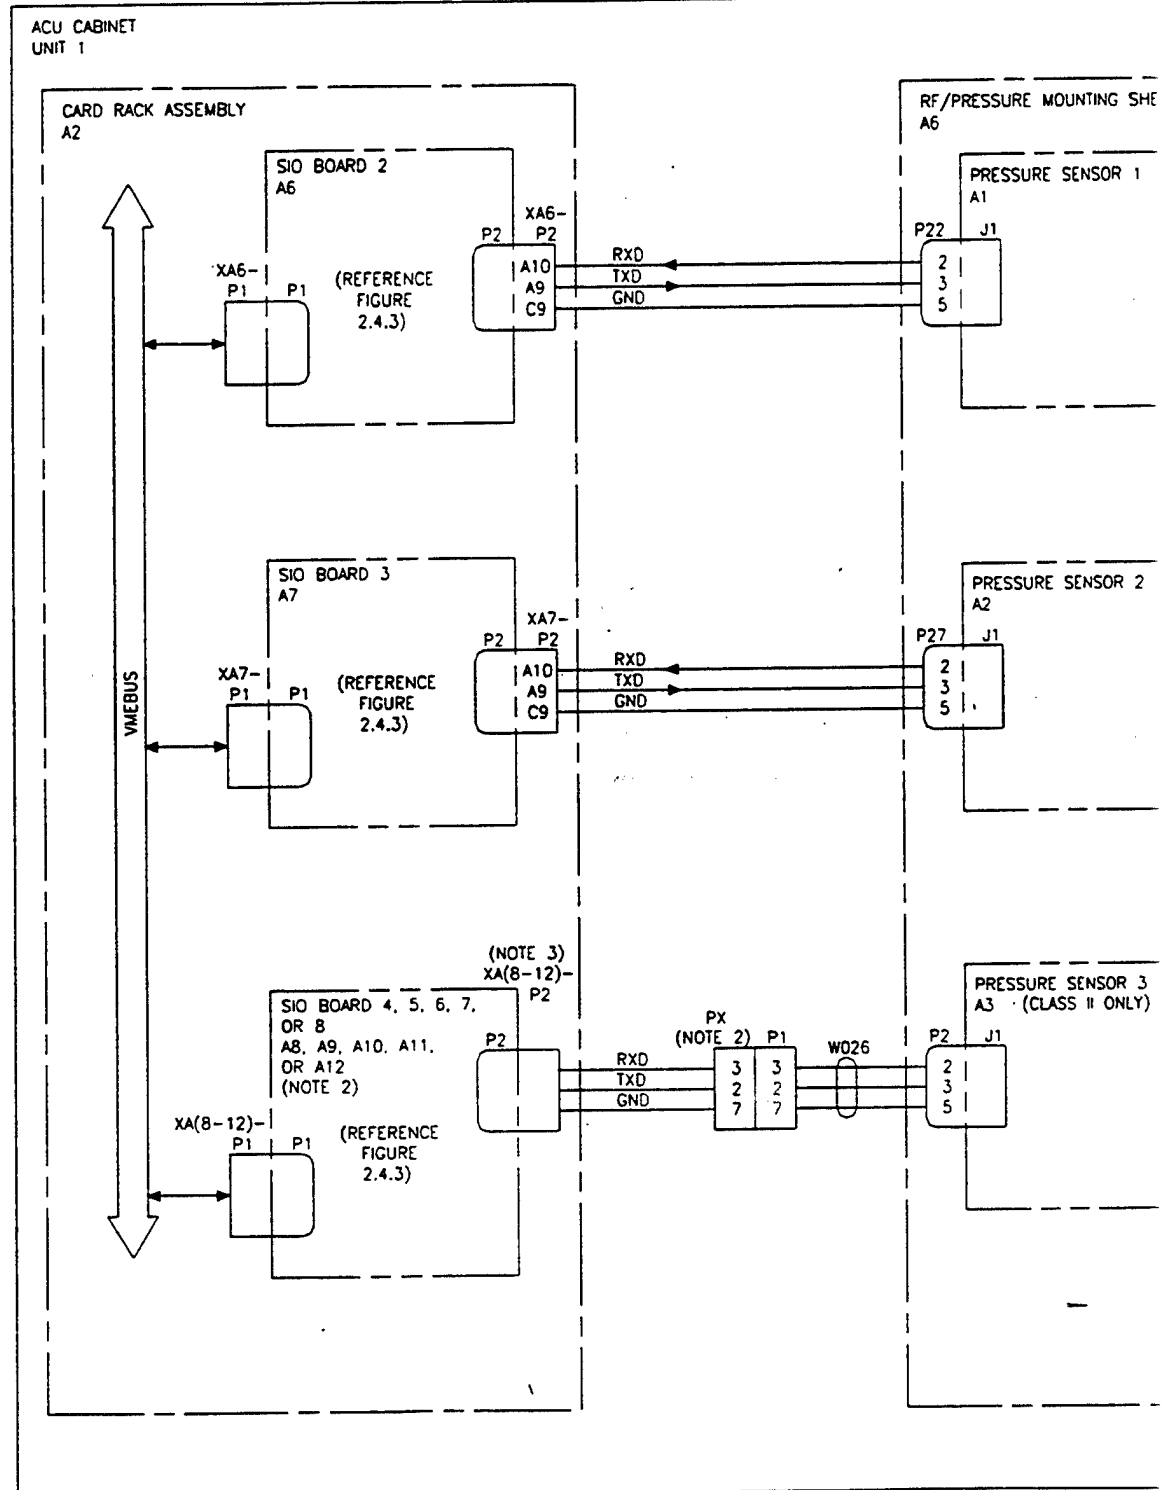 ACU CABINET
UNIT 1
CARD RACK ASSEMBLY
A2
RF/PRESSURE MOUNTING SHE
A6
SIO BOARD 2
A6
PRESSURE SENSOR 1
A1
XA6-
P2 P2
A10
A9
C9
RXD
TXD
GND
P22 J1
2
3
5
XA6-
P1 P1
(REFERENCE
FIGURE
2.4.3)
VMEBUS
SIO BOARD 3
A7
PRESSURE SENSOR 2
A2
XA7-
P2 P2
A10
A9
C9
RXD
TXD
GND
P27 J1
2
3
5
XA7-
P1 P1
(REFERENCE
FIGURE
2.4.3)
(NOTE 3)
XA(8-12)-
P2
SIO BOARD 4, 5, 6, 7,
OR 8
A8, A9, A10, A11,
OR A12
(NOTE 2)
P2
RXD
TXD
GND
PX
(NOTE 2) P1
3 3
2 2
7 7
W026
PRESSURE SENSOR 3
A3 (CLASS II ONLY)
P2 J1
2
3
5
XA(8-12)-
P1 P1
(REFERENCE
FIGURE
2.4.3)